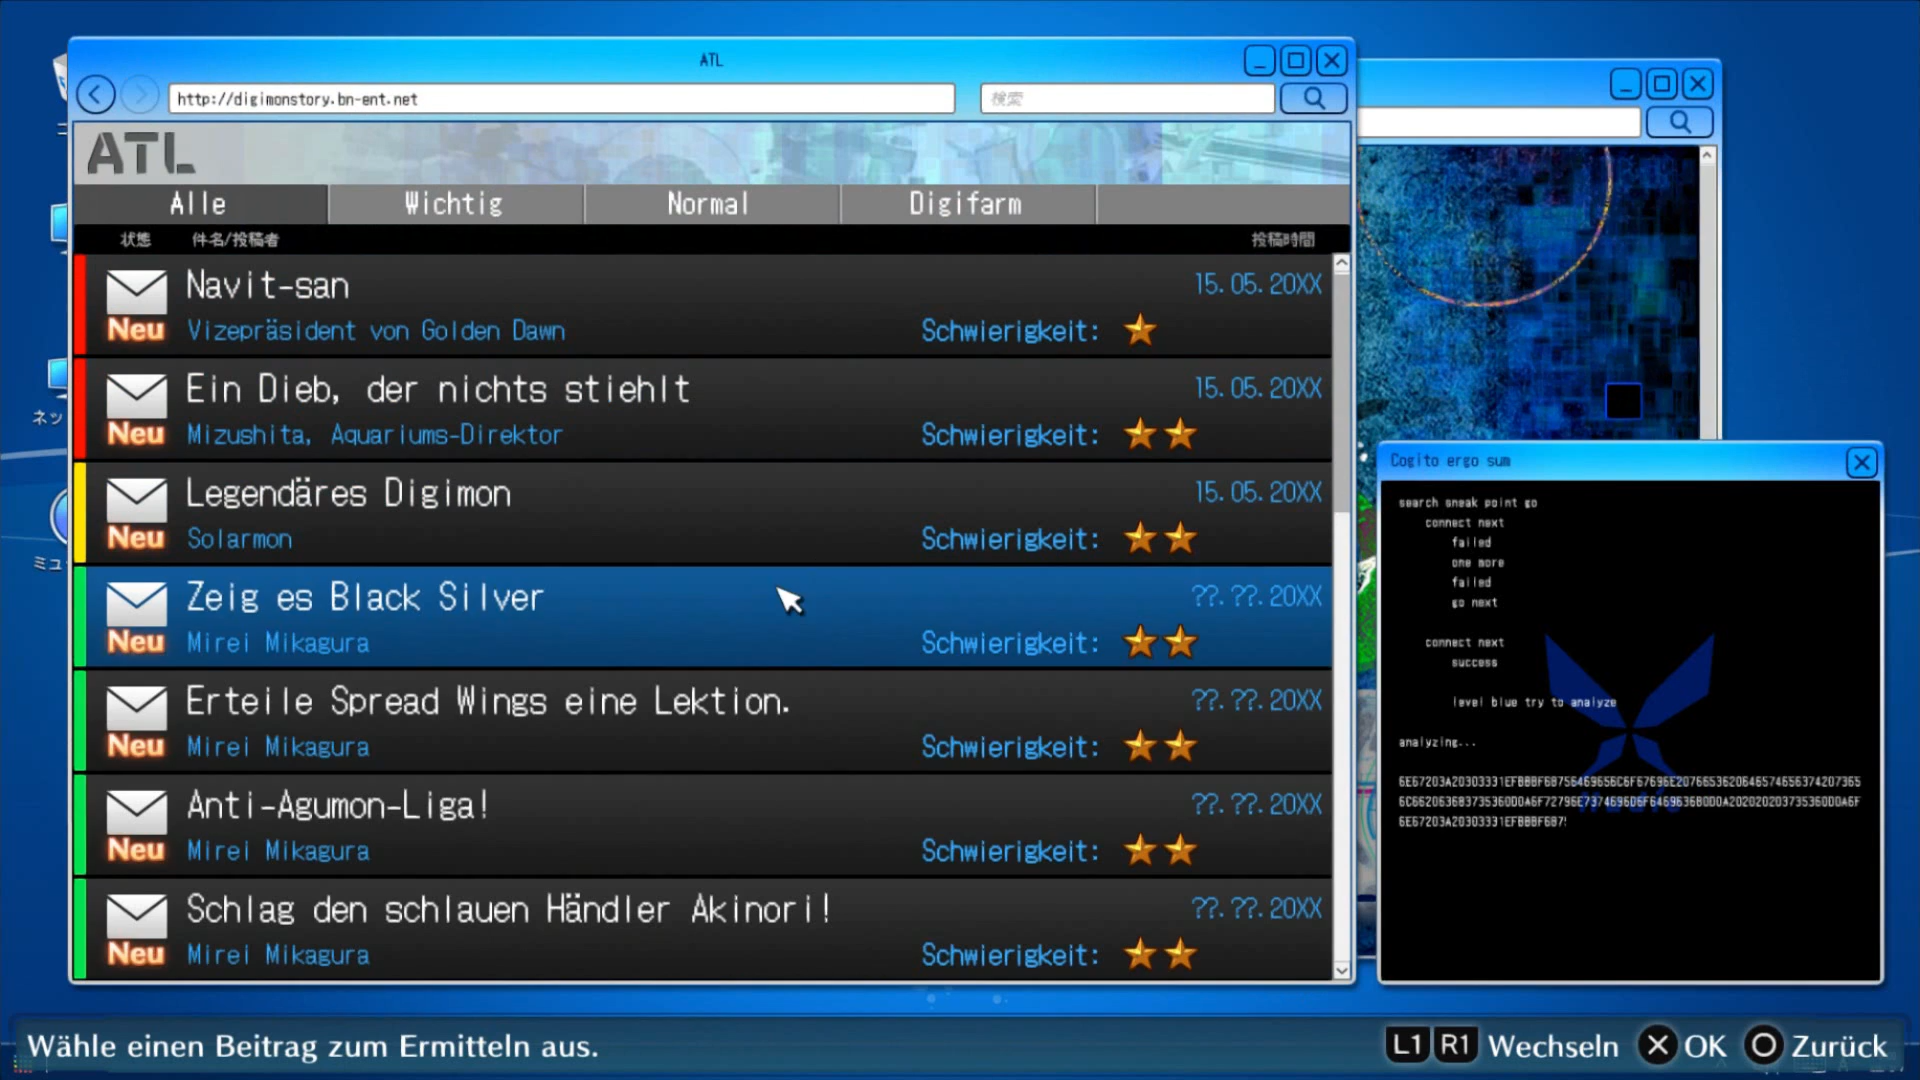 ATL
http://digimonstory.bn-ent.net
検索
ATL
Alle Wichtig Normal Digifarm
状態 件名/投稿者 投稿時間
Navit-san 15.05.20XX
Neu Vizepräsident von Golden Dawn Schwierigkeit:
Ein Dieb, der nichts stiehlt 15.05.20XX
Neu Mizushita, Aquariums-Direktor Schwierigkeit:
Legendäres Digimon 15.05.20XX
Neu Solarmon Schwierigkeit:
Zeig es Black Silver ??.??.20XX
Neu Mirei Mikagura Schwierigkeit:
Erteile Spread Wings eine Lektion. ??.??.20XX
Neu Mirei Mikagura Schwierigkeit:
Anti-Agumon-Liga! ??.??.20XX
Neu Mirei Mikagura Schwierigkeit:
Schlag den schlauen Händler Akinori! ??.??.20XX
Neu Mirei Mikagura Schwierigkeit:
ネッ
ミュ
Cogito ergo sum
search sneak point go
connect next
failed
one more
failed
go next
connect next
success
level blue try to analyze
analyzing...
Wähle einen Beitrag zum Ermitteln aus.
L1 R1 Wechseln X OK O Zurück